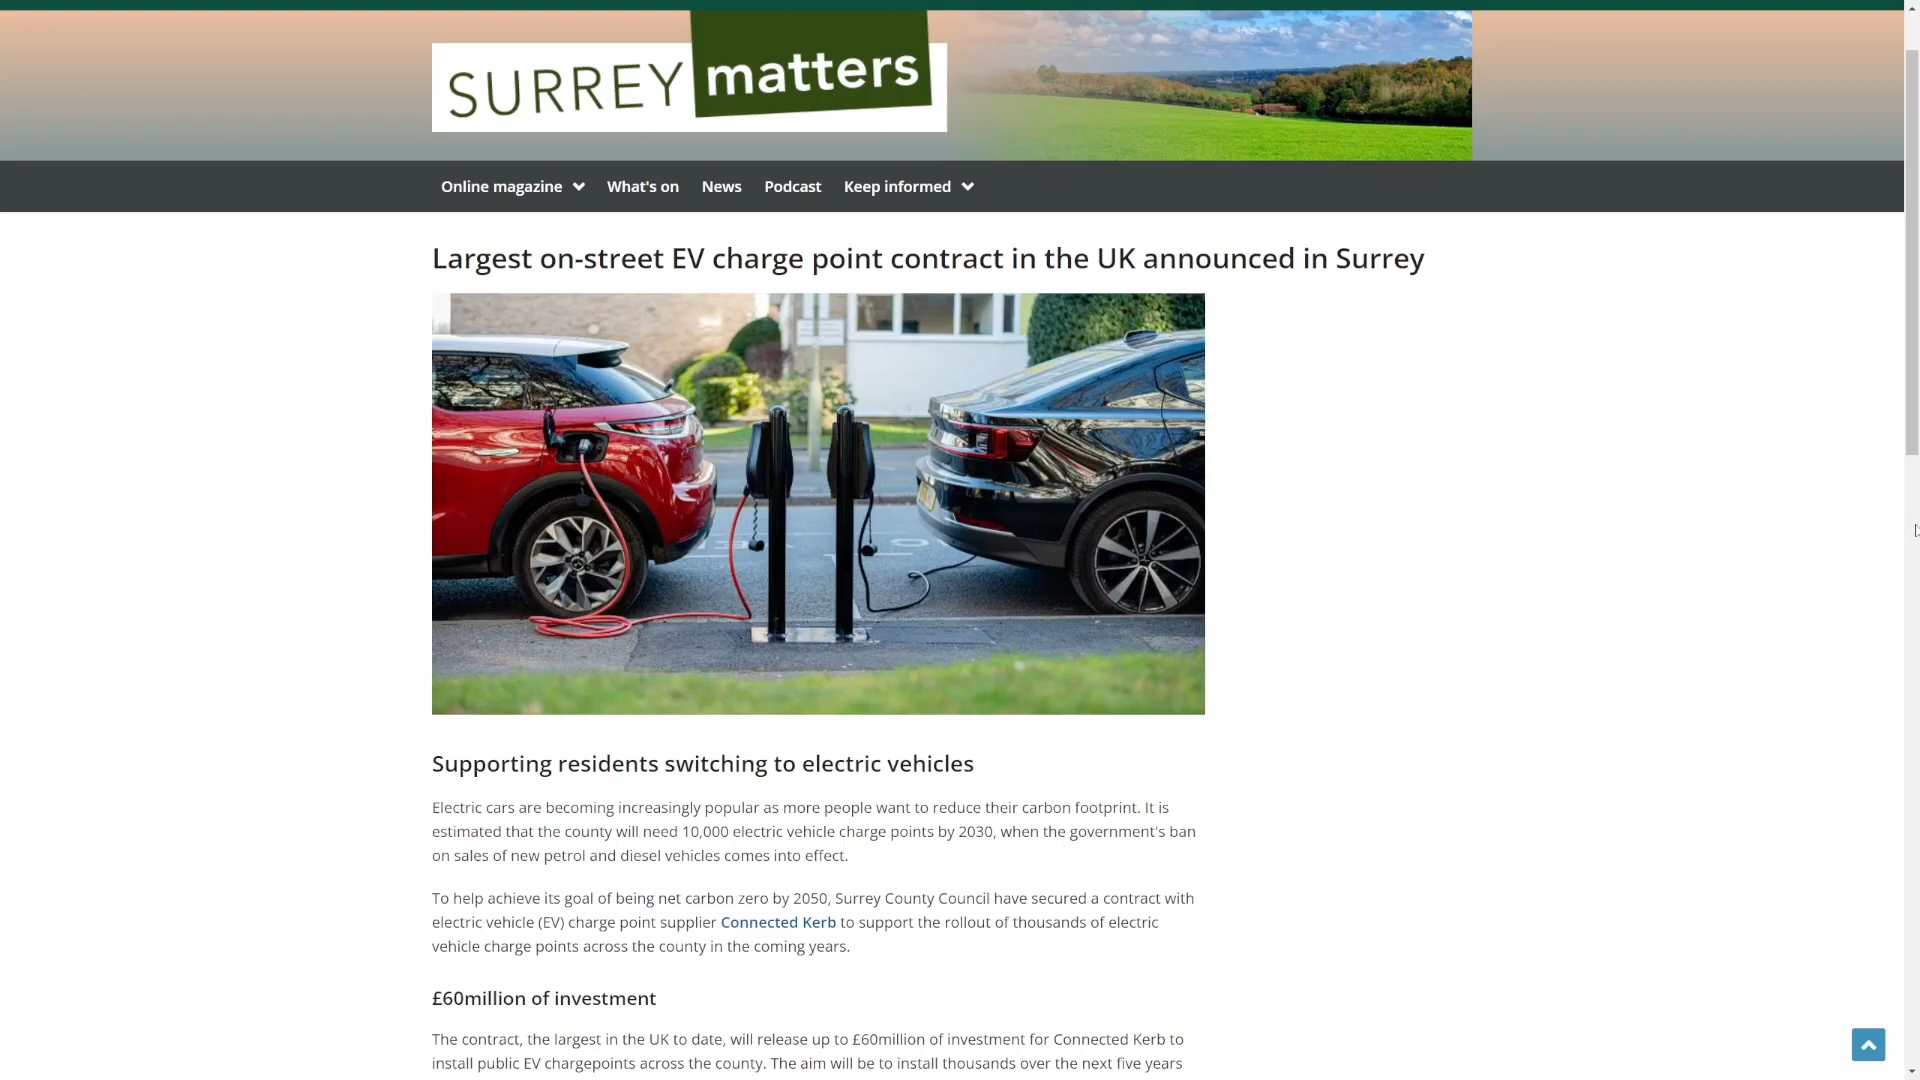 SURREY matters
Online magazine What's on News Podcast Keep informed
Largest on-street EV charge point contract in the UK announced in Surrey
Supporting residents switching to electric vehicles
Electric cars are becoming increasingly popular as more people want to reduce their carbon footprint. It is
estimated that the county will need 10,000 electric vehicle charge points by 2030, when the government's ban
on sales of new petrol and diesel vehicles comes into effect.
To help achieve its goal of being net carbon zero by 2050, Surrey County Council have secured a contract with
electric vehicle (EV) charge point supplier Connected Kerb to support the rollout of thousands of electric
vehicle charge points across the county in the coming years.
£60million of investment
The contract, the largest in the UK to date, will release up to £60million of investment for Connected Kerb to
install public EV chargepoints across the county. The aim will be to install thousands over the next five years